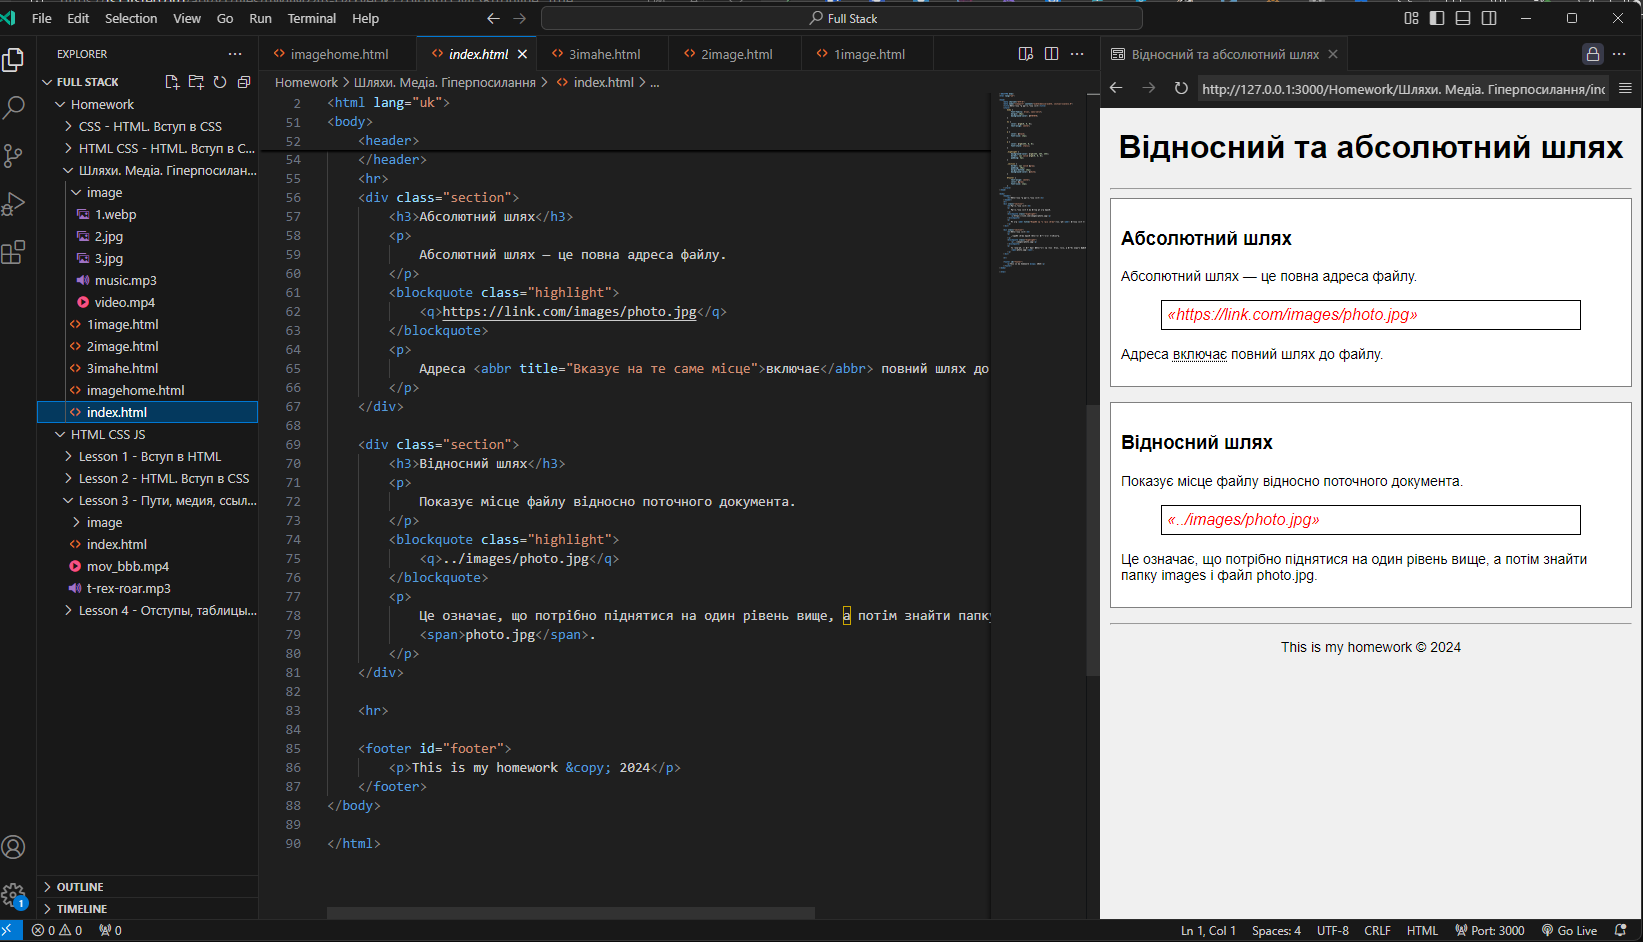 File Edit Selection View Go Run Terminal Help
Full Stack
EXPLORER
FULL STACK
Homework
CSS - HTML. Вступ в CSS
HTML CSS - HTML. Вступ в C...
Шляхи. Медіа. Гіперпосилан...
image
1.webp
2.jpg
3.jpg
music.mp3
video.mp4
1image.html
2image.html
3imahe.html
imagehome.html
index.html
HTML CSS JS
Lesson 1 - Вступ в HTML
Lesson 2 - HTML. Вступ в CSS
Lesson 3 - Пути, медия, ссыл...
image
index.html
mov_bbb.mp4
t-rex-roar.mp3
Lesson 4 - Отступы, таблицы...
OUTLINE
TIMELINE
imagehome.html index.html 3imahe.html 2image.html 1image.html
Homework > Шляхи. Медіа. Гіперпосилання > index.html > ...
2 <html lang="uk">
51 <body>
52 <header>
54 </header>
55 <hr>
56 <div class="section">
57 <h3>Абсолютний шлях</h3>
58 <p>
59 Абсолютний шлях — це повна адреса файлу.
60 </p>
61 <blockquote class="highlight">
62 <q>https://link.com/images/photo.jpg</q>
63 </blockquote>
64 <p>
65 Адреса <abbr title="Вказує на те саме місце">включає</abbr> повний шлях до
66 </p>
67 </div>
68
69 <div class="section">
70 <h3>Відносний шлях</h3>
71 <p>
72 Показує місце файлу відносно поточного документа.
73 </p>
74 <blockquote class="highlight">
75 <q>../images/photo.jpg</q>
76 </blockquote>
77 <p>
78 Це означає, що потрібно піднятися на один рівень вище, а потім знайти папку
79 <span>photo.jpg</span>.
80 </p>
81 </div>
82
83 <hr>
84
85 <footer id="footer">
86 <p>This is my homework &copy; 2024</p>
87 </footer>
88 </body>
89
90 </html>
Відносний та абсолютний шлях
http://127.0.0.1:3000/Homework/Шляхи. Медіа. Гіперпосилання/inc
Відносний та абсолютний шлях
Абсолютний шлях
Абсолютний шлях — це повна адреса файлу.
«https://link.com/images/photo.jpg»
Адреса включає повний шлях до файлу.
Відносний шлях
Показує місце файлу відносно поточного документа.
«../images/photo.jpg»
Це означає, що потрібно піднятися на один рівень вище, а потім знайти
папку images і файл photo.jpg.
This is my homework © 2024
1
0 0 0
Ln 1, Col 1 Spaces: 4 UTF-8 CRLF HTML Port: 3000 Go Live